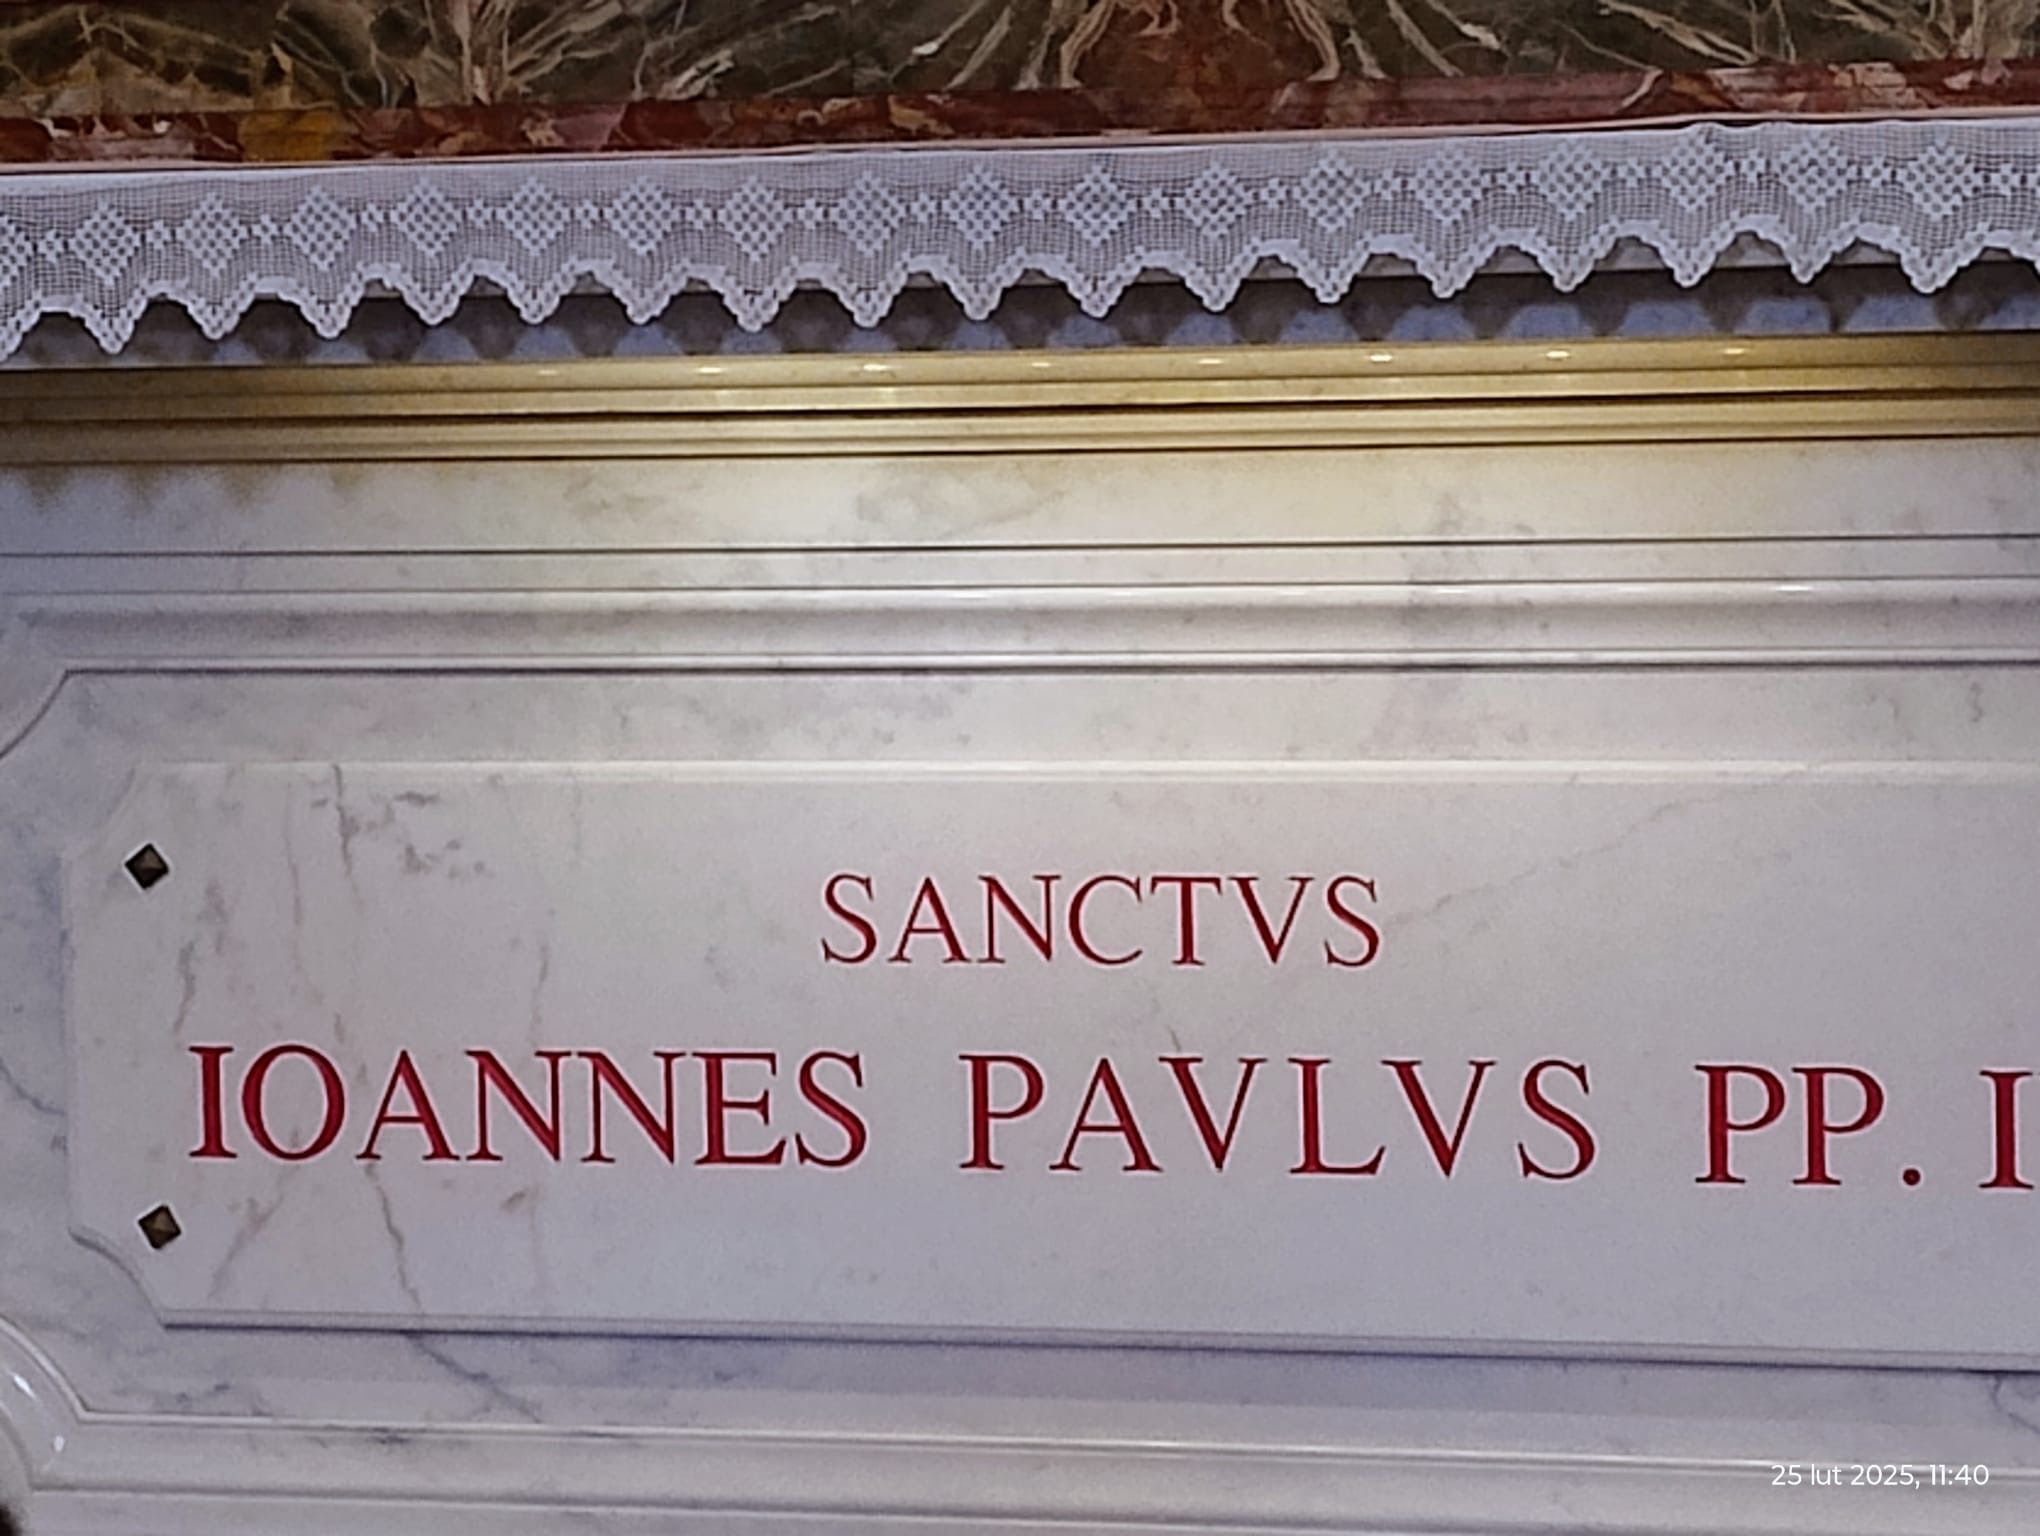 SANCTVS
IOANNES PAVLVS PP. I
25 lut 2025, 11:40